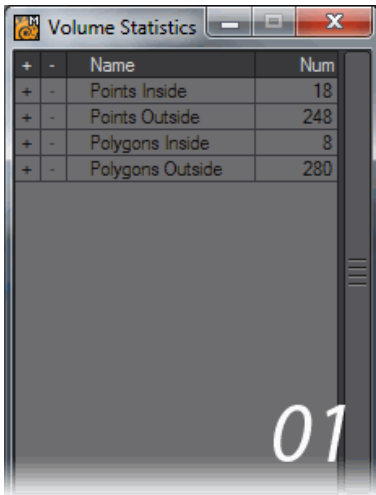 Volume Statistics
+ - Name Num
+ - Points Inside 18
+ - Points Outside 248
+ - Polygons Inside 8
+ - Polygons Outside 280
01